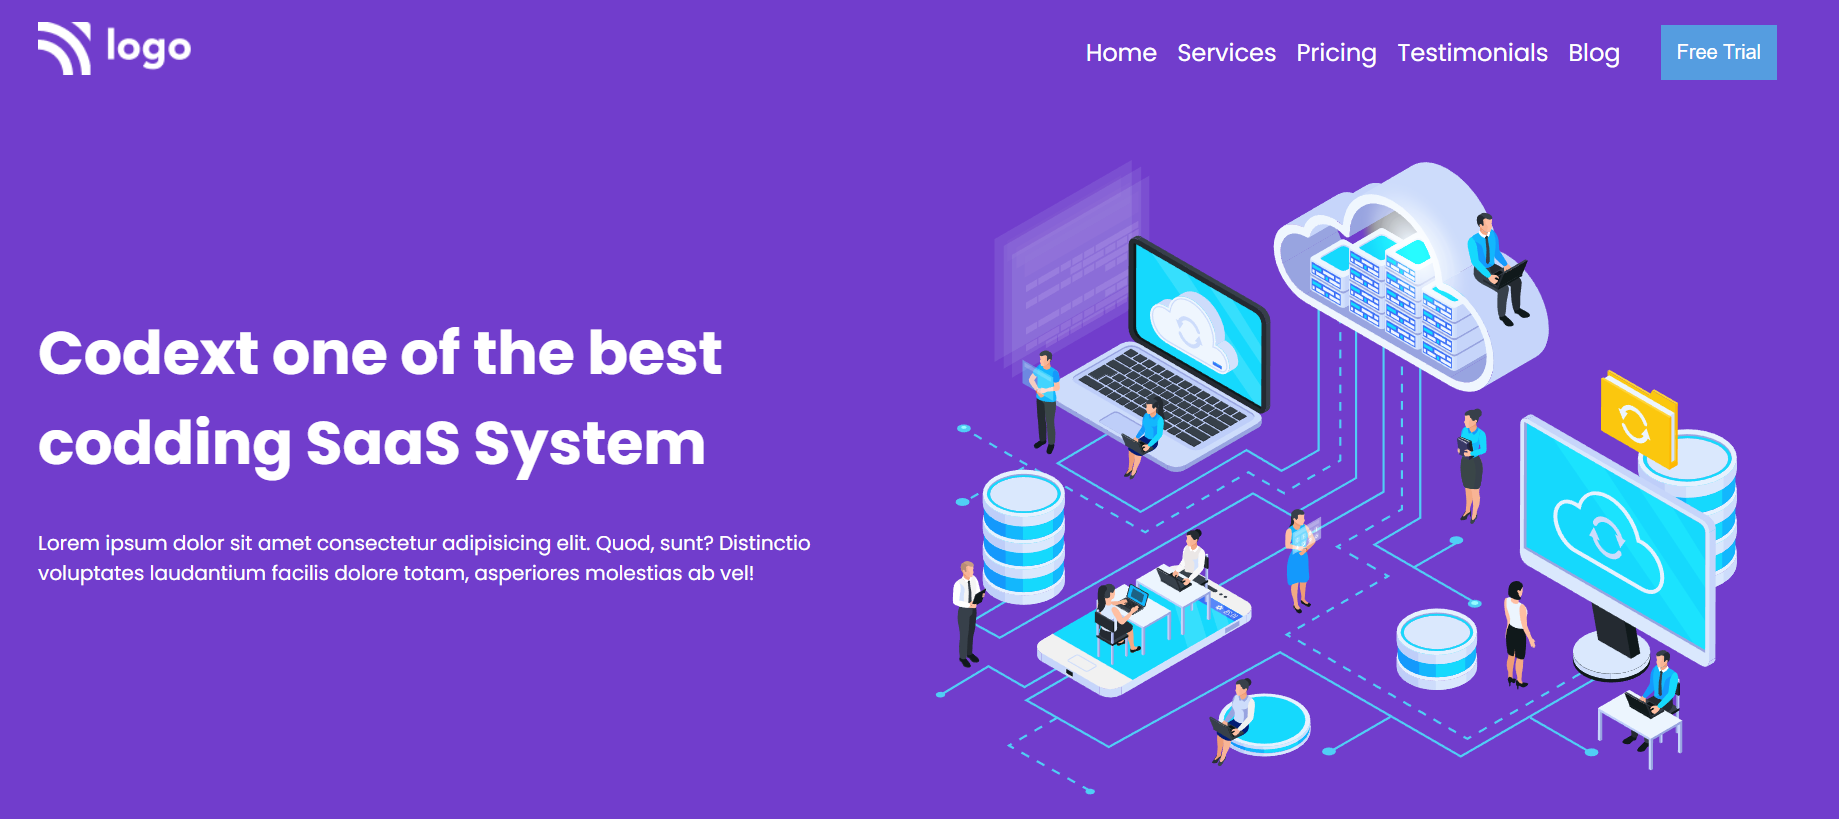 logo
Home Services Pricing Testimonials Blog Free Trial
Codext one of the best
codding SaaS System
Lorem ipsum dolor sit amet consectetur adipisicing elit. Quod, sunt? Distinctio
voluptates laudantium facilis dolore totam, asperiores molestias ab vel!